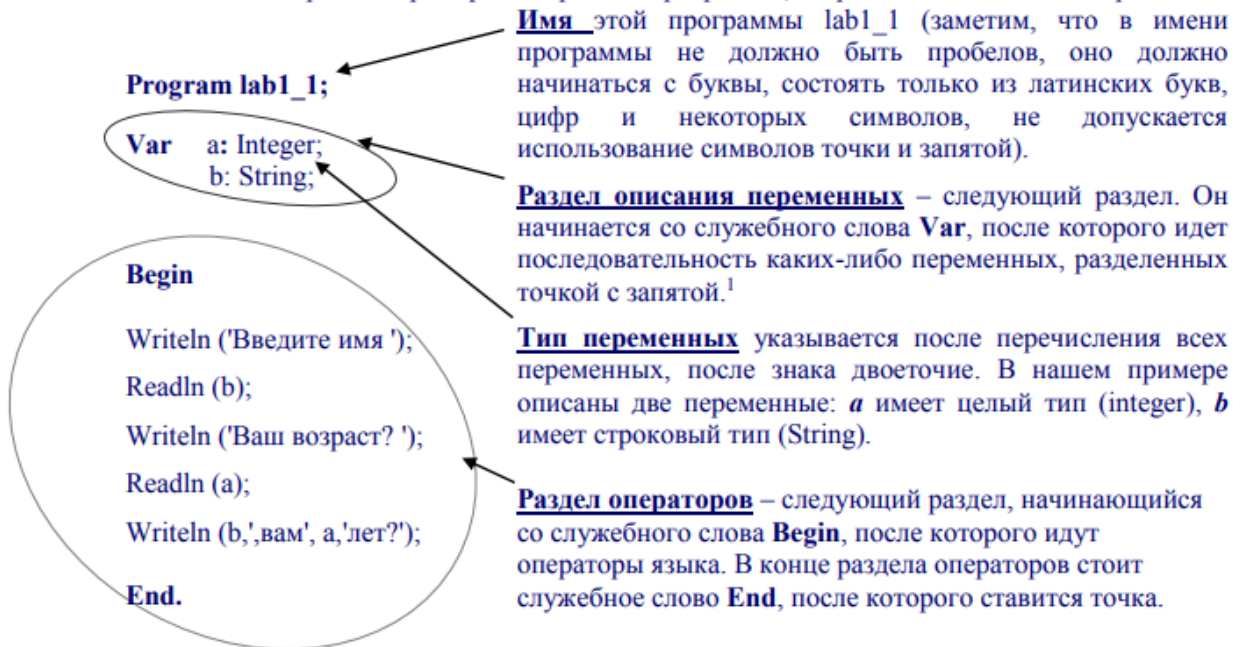 Program lab1_1;
Var a: Integer;
b: String;
Begin
Writeln ('Введите имя ');
Readln (b);
Writeln ('Ваш возраст? ');
Readln (a);
Writeln (b,',вам', a,'лет?');
End.
Имя этой программы lab1_1 (заметим, что в имени
программы не должно быть пробелов, оно должно
начинаться с буквы, состоять только из латинских букв,
цифр и некоторых символов, не допускается
использование символов точки и запятой).
Раздел описания переменных – следующий раздел. Он
начинается со служебного слова Var, после которого идет
последовательность каких-либо переменных, разделенных
точкой с запятой.1
Тип переменных указывается после перечисления всех
переменных, после знака двоеточие. В нашем примере
описаны две переменные: a имеет целый тип (integer), b
имеет строковый тип (String).
Раздел операторов – следующий раздел, начинающийся
со служебного слова Begin, после которого идут
операторы языка. В конце раздела операторов стоит
служебное слово End, после которого ставится точка.